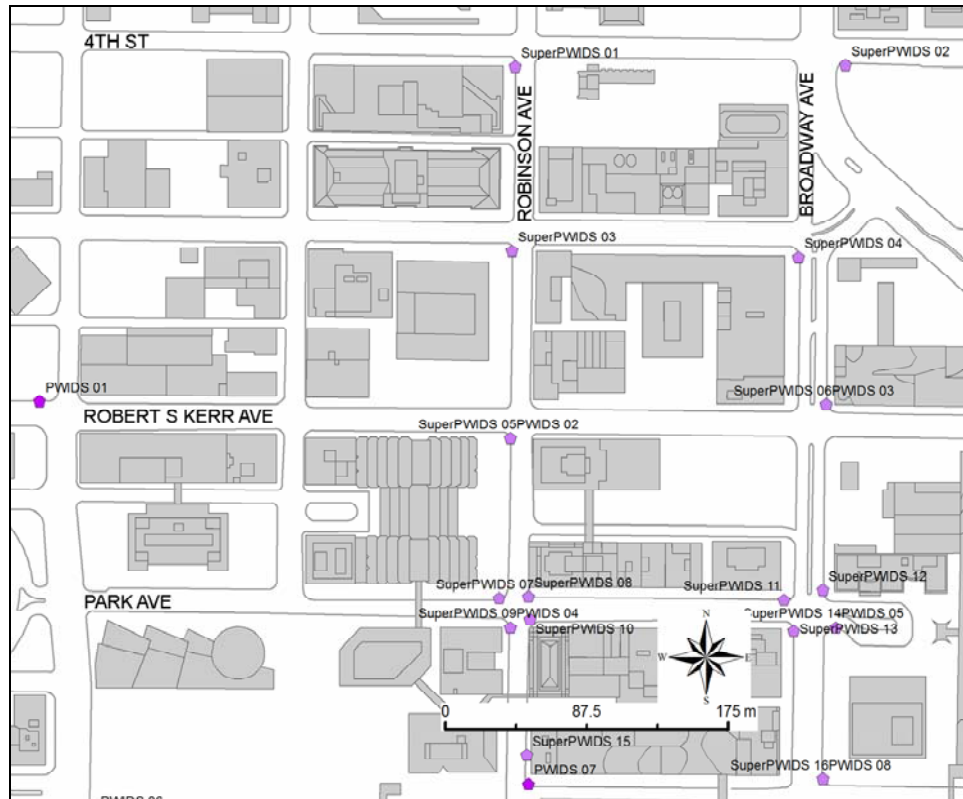 4TH ST
SuperPWIDS 01
SuperPWIDS 02
ROBINSON AVE
BROADWAY AVE
SuperPWIDS 03
SuperPWIDS 04
PWIDS 01
SuperPWIDS 06PWIDS 03
ROBERT S KERR AVE
SuperPWIDS 05PWIDS 02
SuperPWIDS 07
SuperPWIDS 08
SuperPWIDS 11
SuperPWIDS 12
PARK AVE
SuperPWIDS 09PWIDS 04
SuperPWIDS 10
SuperPWIDS 14PWIDS 05
SuperPWIDS 13
N
W
E
S
0
87.5
175 m
SuperPWIDS 15
PWIDS 07
SuperPWIDS 16PWIDS 08
PWIDS 06